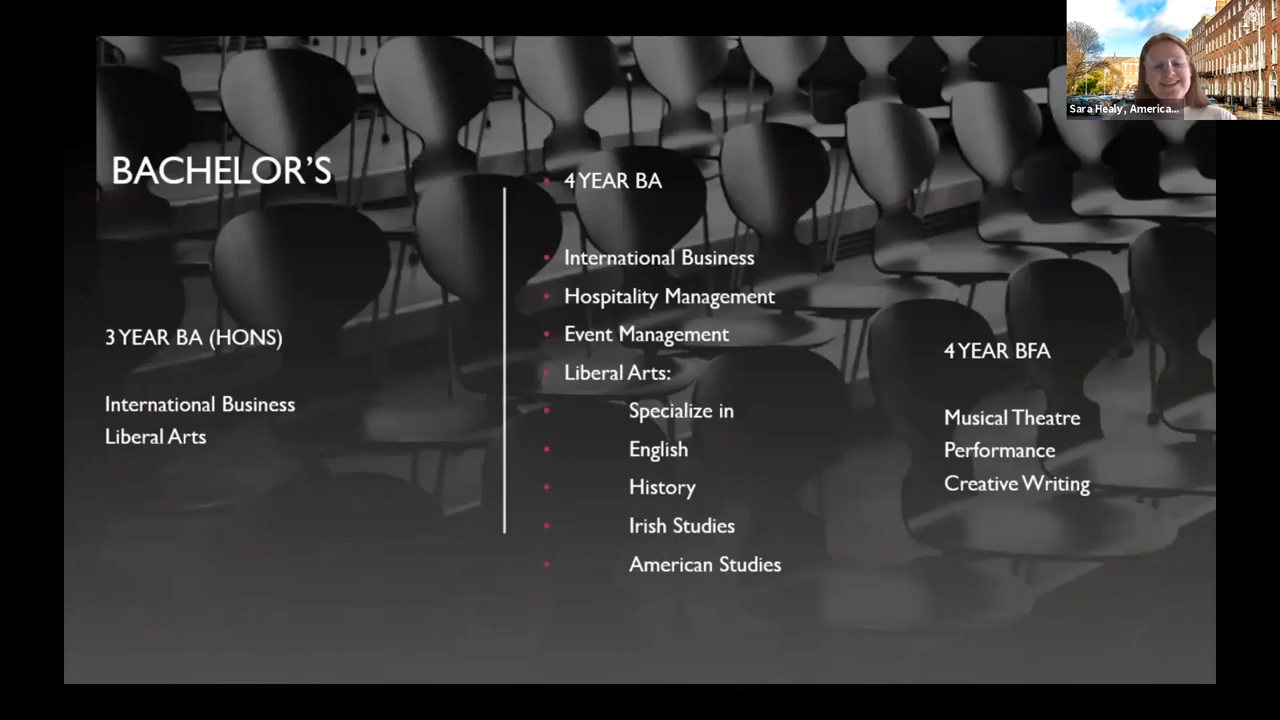 Sara Healy, America...
BACHELOR'S
3 YEAR BA (HONS)
International Business
Liberal Arts
4 YEAR BA
International Business
Hospitality Management
Event Management
Liberal Arts:
Specialize in
English
History
Irish Studies
American Studies
4 YEAR BFA
Musical Theatre
Performance
Creative Writing